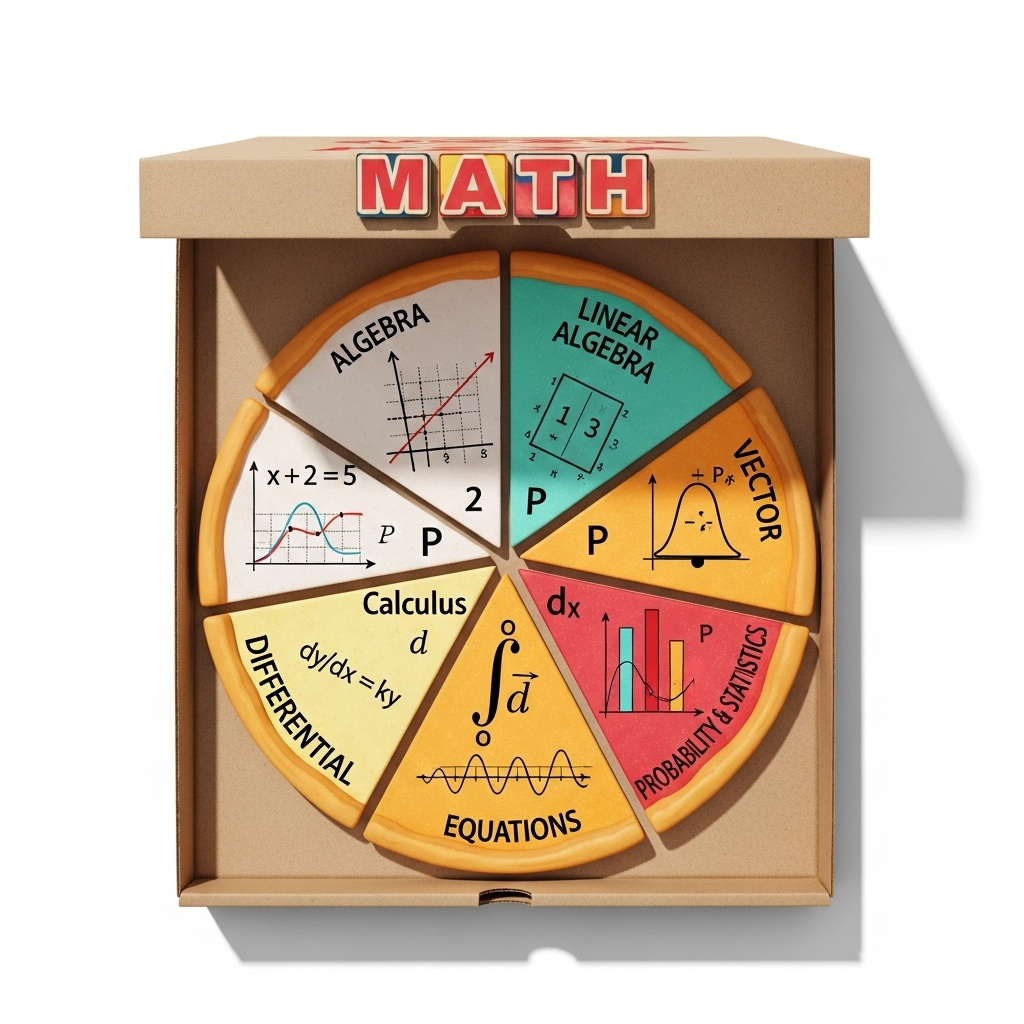 MATH
ALGEBRA
2
LINEAR
ALGEBRA
1 3
P
VECTOR
+ P
P
dx
P
PROBABILITY & STATISTICS
∫ d⃗
EQUATIONS
Calculus
d
dy/dx = ky
DIFFERENTIAL
x+2=5
P
P